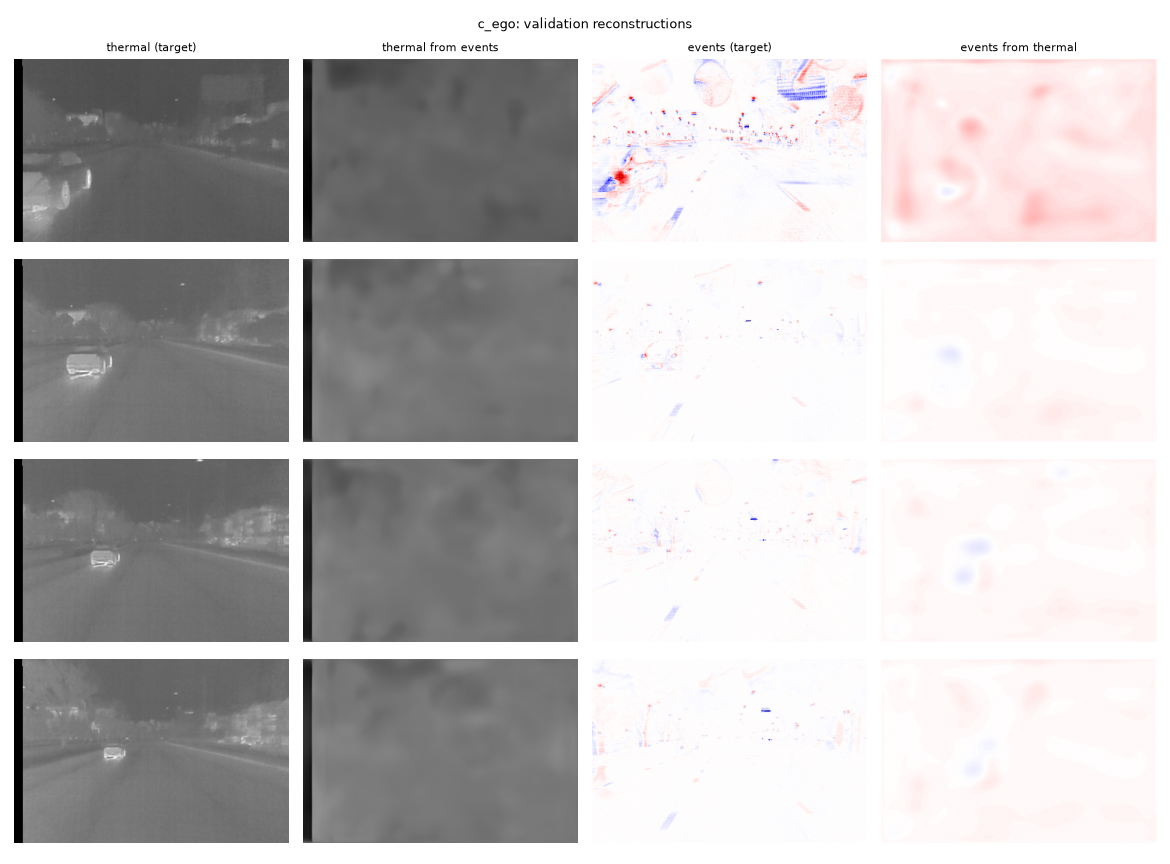 c_ego: validation reconstructions
thermal (target)
thermal from events
events (target)
events from thermal